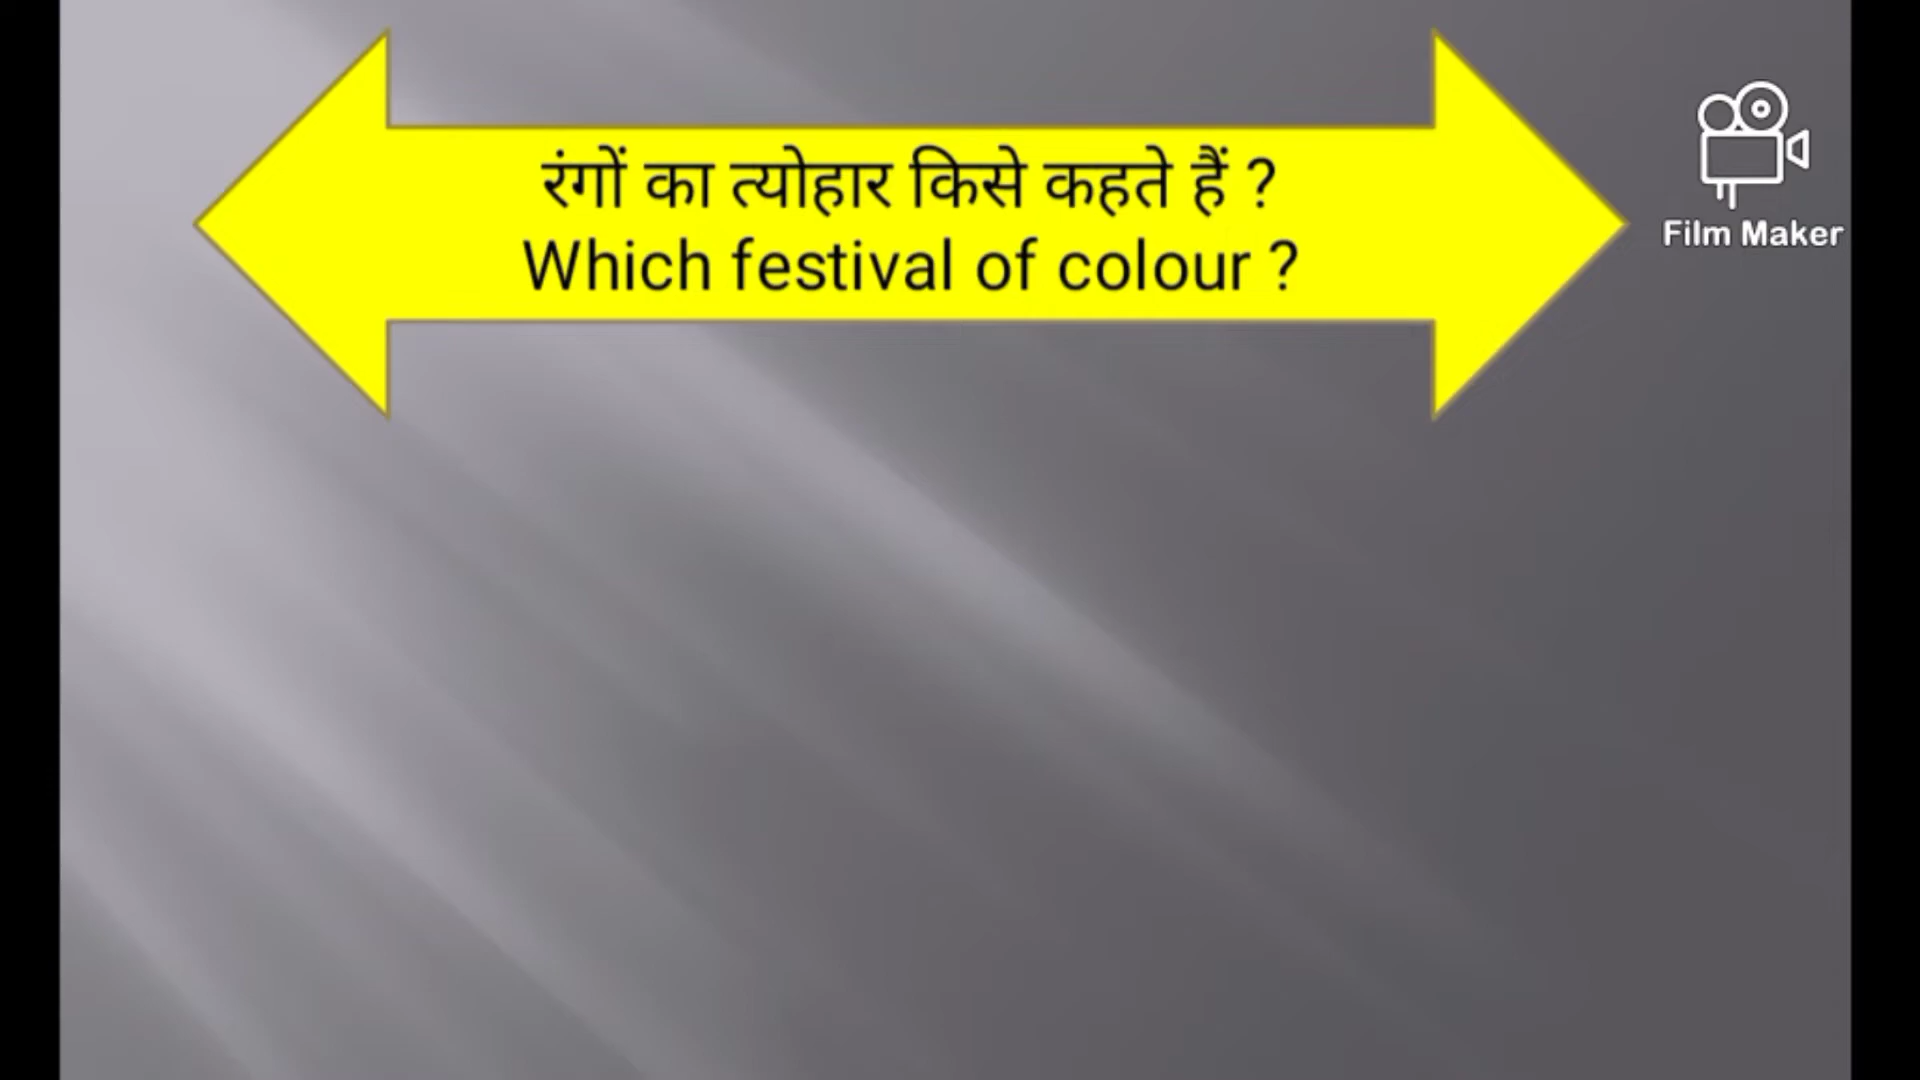 रंगों का त्योहार किसे कहते हैं ?
Which festival of colour ?
Film Maker